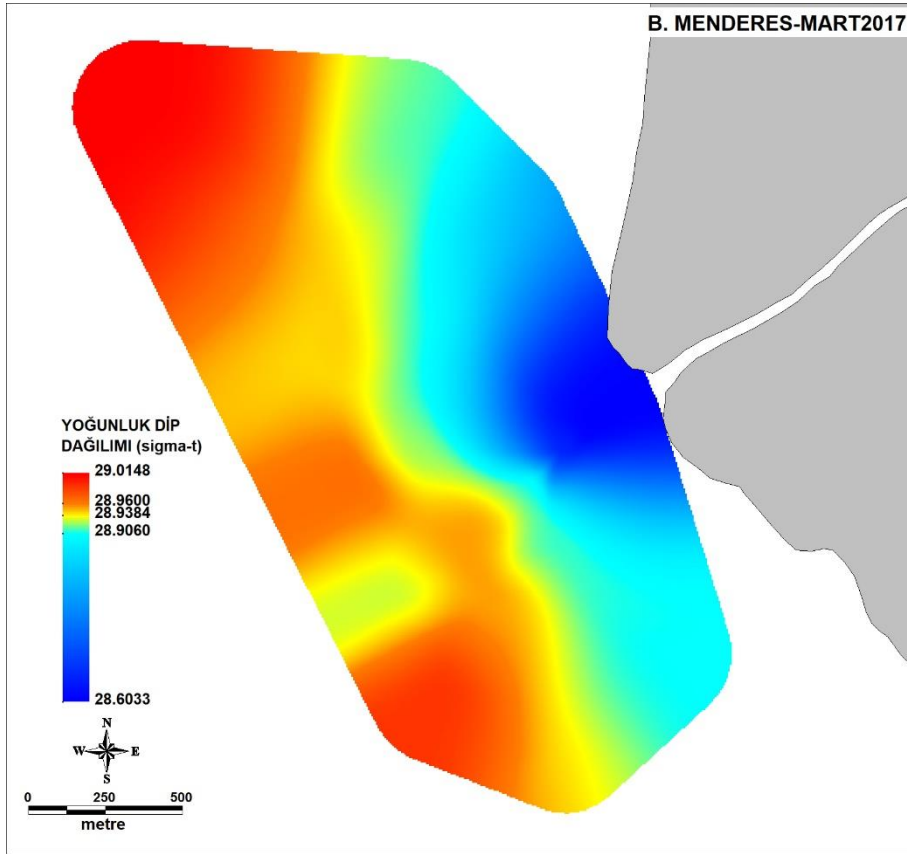 B. MENDERES-MART2017
YOĞUNLUK DİP
DAĞILIMI (sigma-t)
29.0148
28.9600
28.9384
28.9060
28.6033
N
W E
S
0 250 500
metre